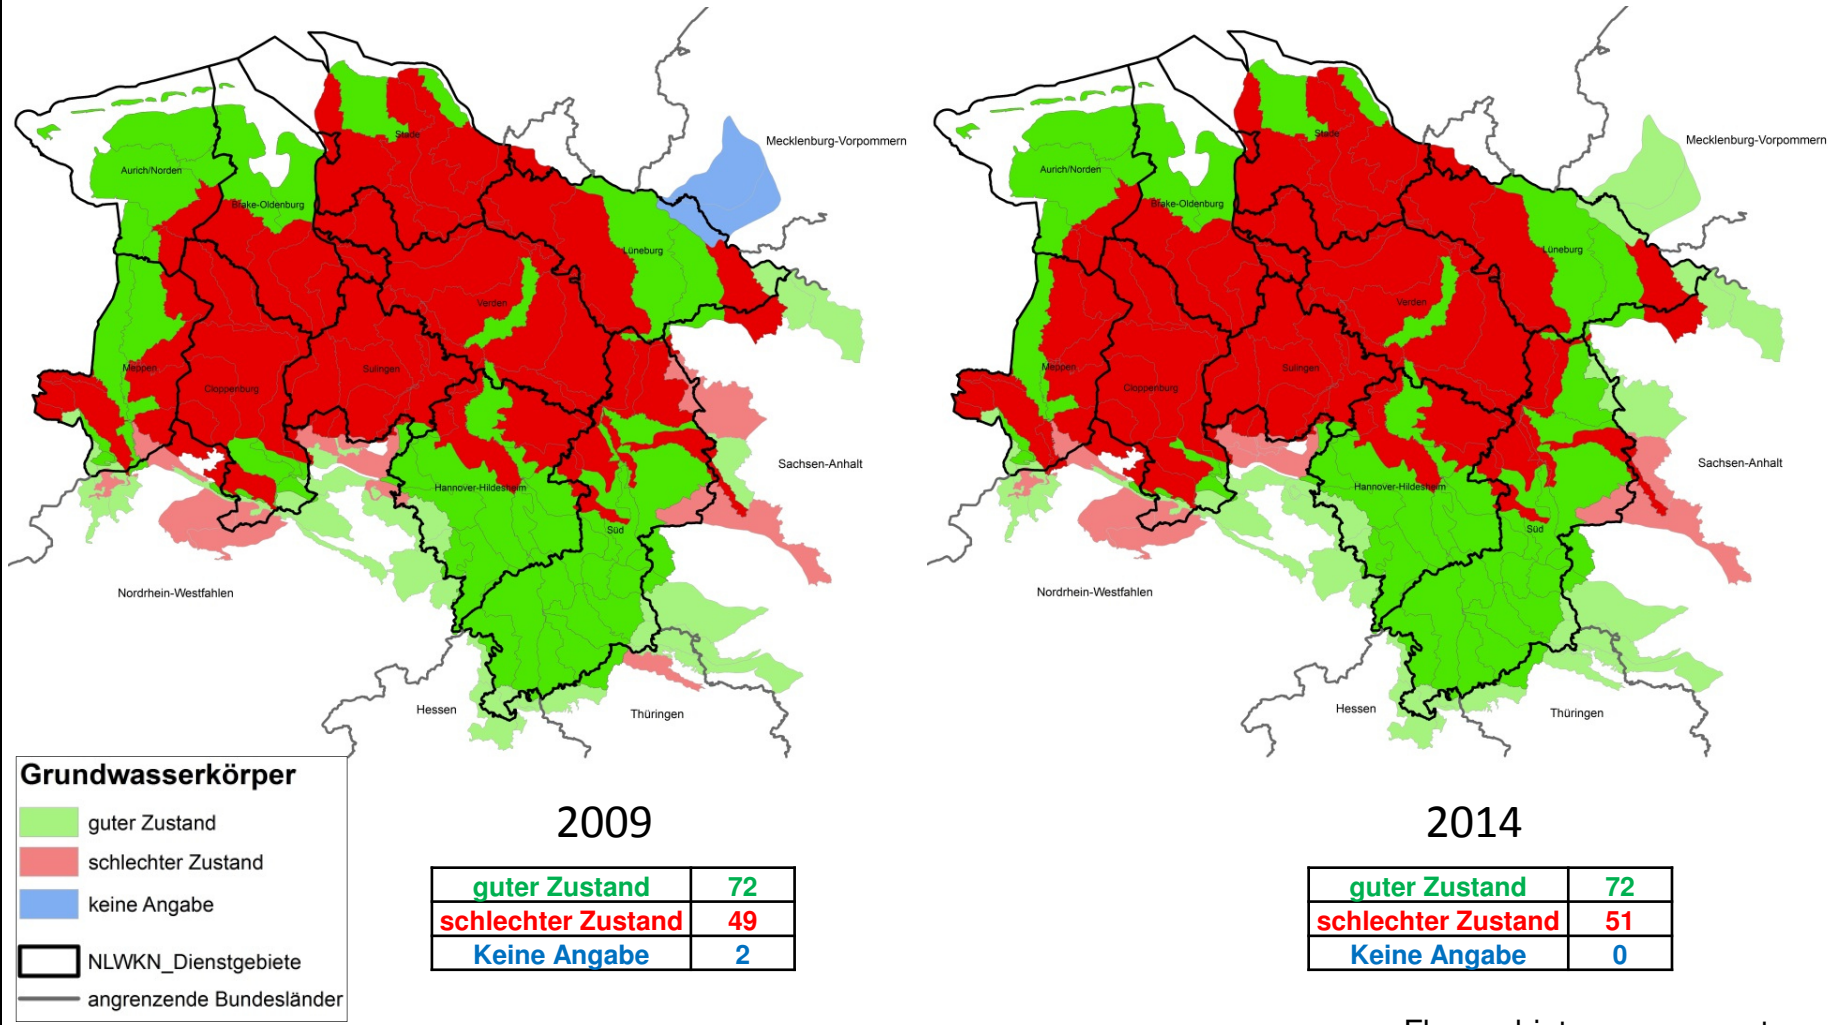 Mecklenburg-Vorpommern
Stade
Aurich/Norden
Brake-Oldenburg
Lüneburg
Verden
Meppen
Cloppenburg
Sulingen
Sachsen-Anhalt
Hannover-Hildesheim
Süd
Nordrhein-Westfahlen
Hessen
Thüringen
Mecklenburg-Vorpommern
Stade
Aurich/Norden
Brake-Oldenburg
Lüneburg
Verden
Meppen
Cloppenburg
Sulingen
Sachsen-Anhalt
Hannover-Hildesheim
Süd
Nordrhein-Westfahlen
Hessen
Thüringen
Grundwasserkörper
guter Zustand
schlechter Zustand
keine Angabe
NLWKN_Dienstgebiete
angrenzende Bundesländer
2009
guter Zustand 72
schlechter Zustand 49
Keine Angabe 2
2014
guter Zustand 72
schlechter Zustand 51
Keine Angabe 0